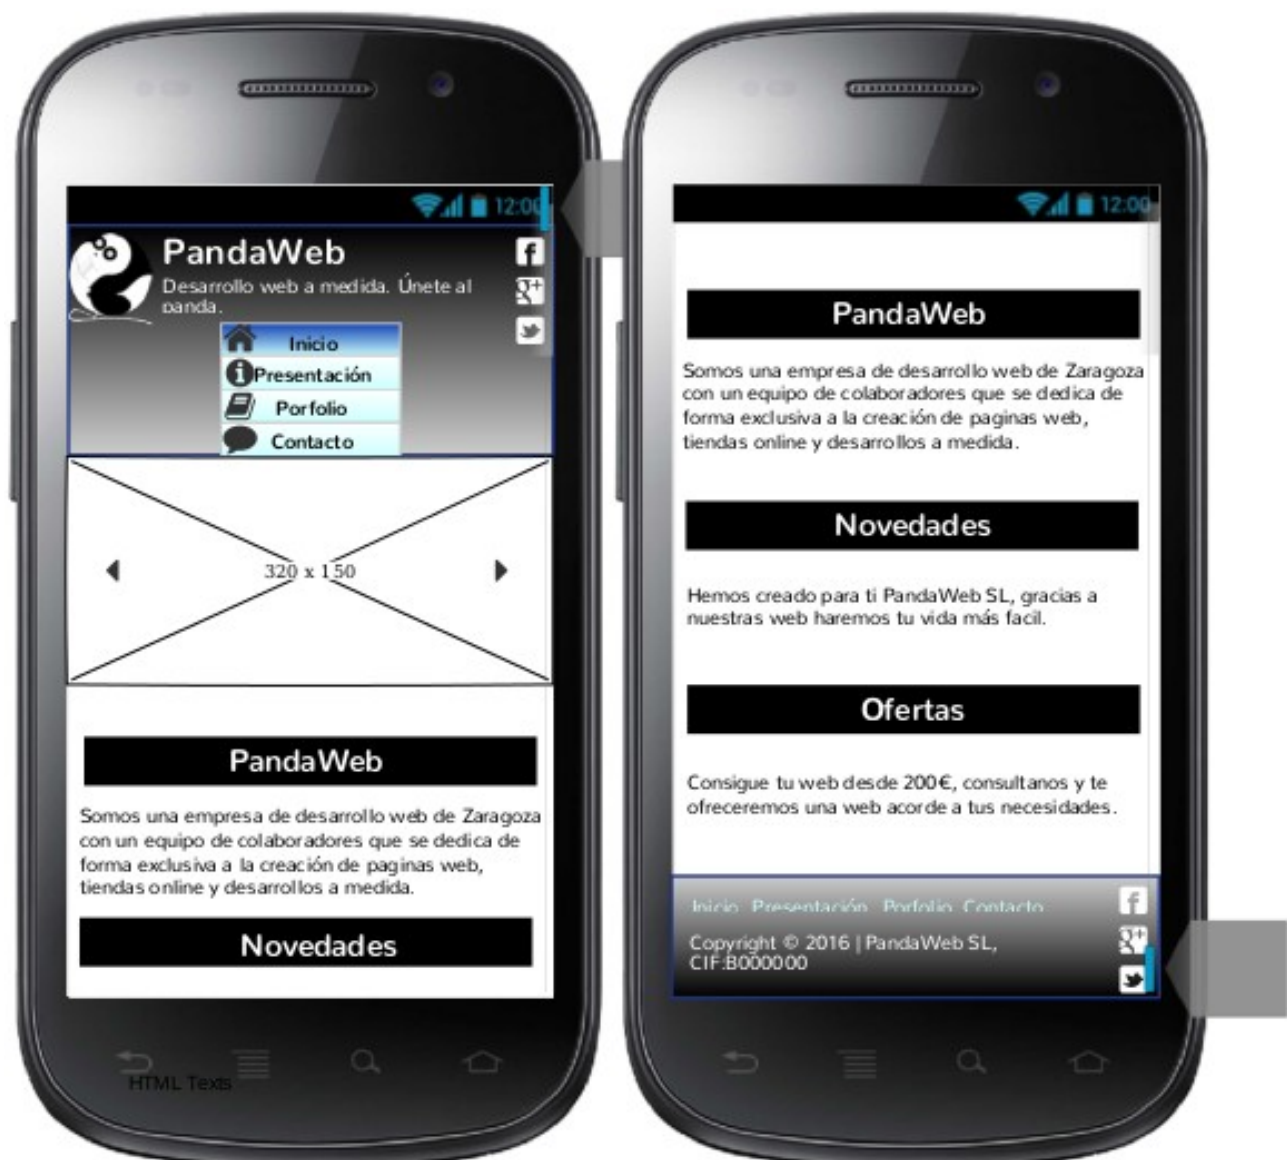 12:00
PandaWeb
Desarrollo web a medida. Únete al
panda.
Inicio
Presentación
Porfolio
Contacto
320 x 150
PandaWeb
Somos una empresa de desarrollo web de Zaragoza
con un equipo de colaboradores que se dedica de
forma exclusiva a la creación de paginas web,
tiendas online y desarrollos a medida.
Novedades
HTML Texts
12:00
PandaWeb
Somos una empresa de desarrollo web de Zaragoza
con un equipo de colaboradores que se dedica de
forma exclusiva a la creación de paginas web,
tiendas online y desarrollos a medida.
Novedades
Hemos creado para ti PandaWeb SL, gracias a
nuestras web haremos tu vida más facil.
Ofertas
Consigue tu web desde 200€, consultanos y te
ofreceremos una web acorde a tus necesidades.
Inicio Presentación Porfolio Contacto
Copyright © 2016 | PandaWeb SL,
CIF:B000000